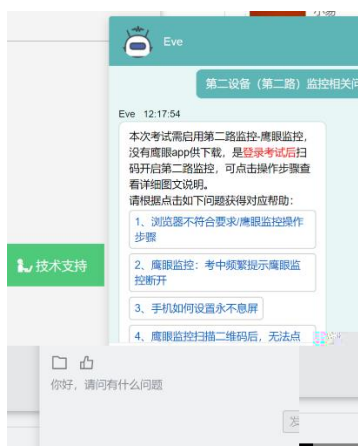 Eve
第二设备（第二路）监控相关问
Eve 12:17:54
本次考试需启用第二路监控-鹰眼监控，
没有鹰眼app供下载，是登录考试后扫
码开启第二路监控，可点击操作步骤查
看详细图文说明。
请根据点击如下问题获得对应帮助：
1、浏览器不符合要求/鹰眼监控操作
步骤
2、鹰眼监控：考中频繁提示鹰眼监
控断开
技术支持
3、手机如何设置永不息屏
4、鹰眼监控扫描二维码后，无法点
你好，请问有什么问题